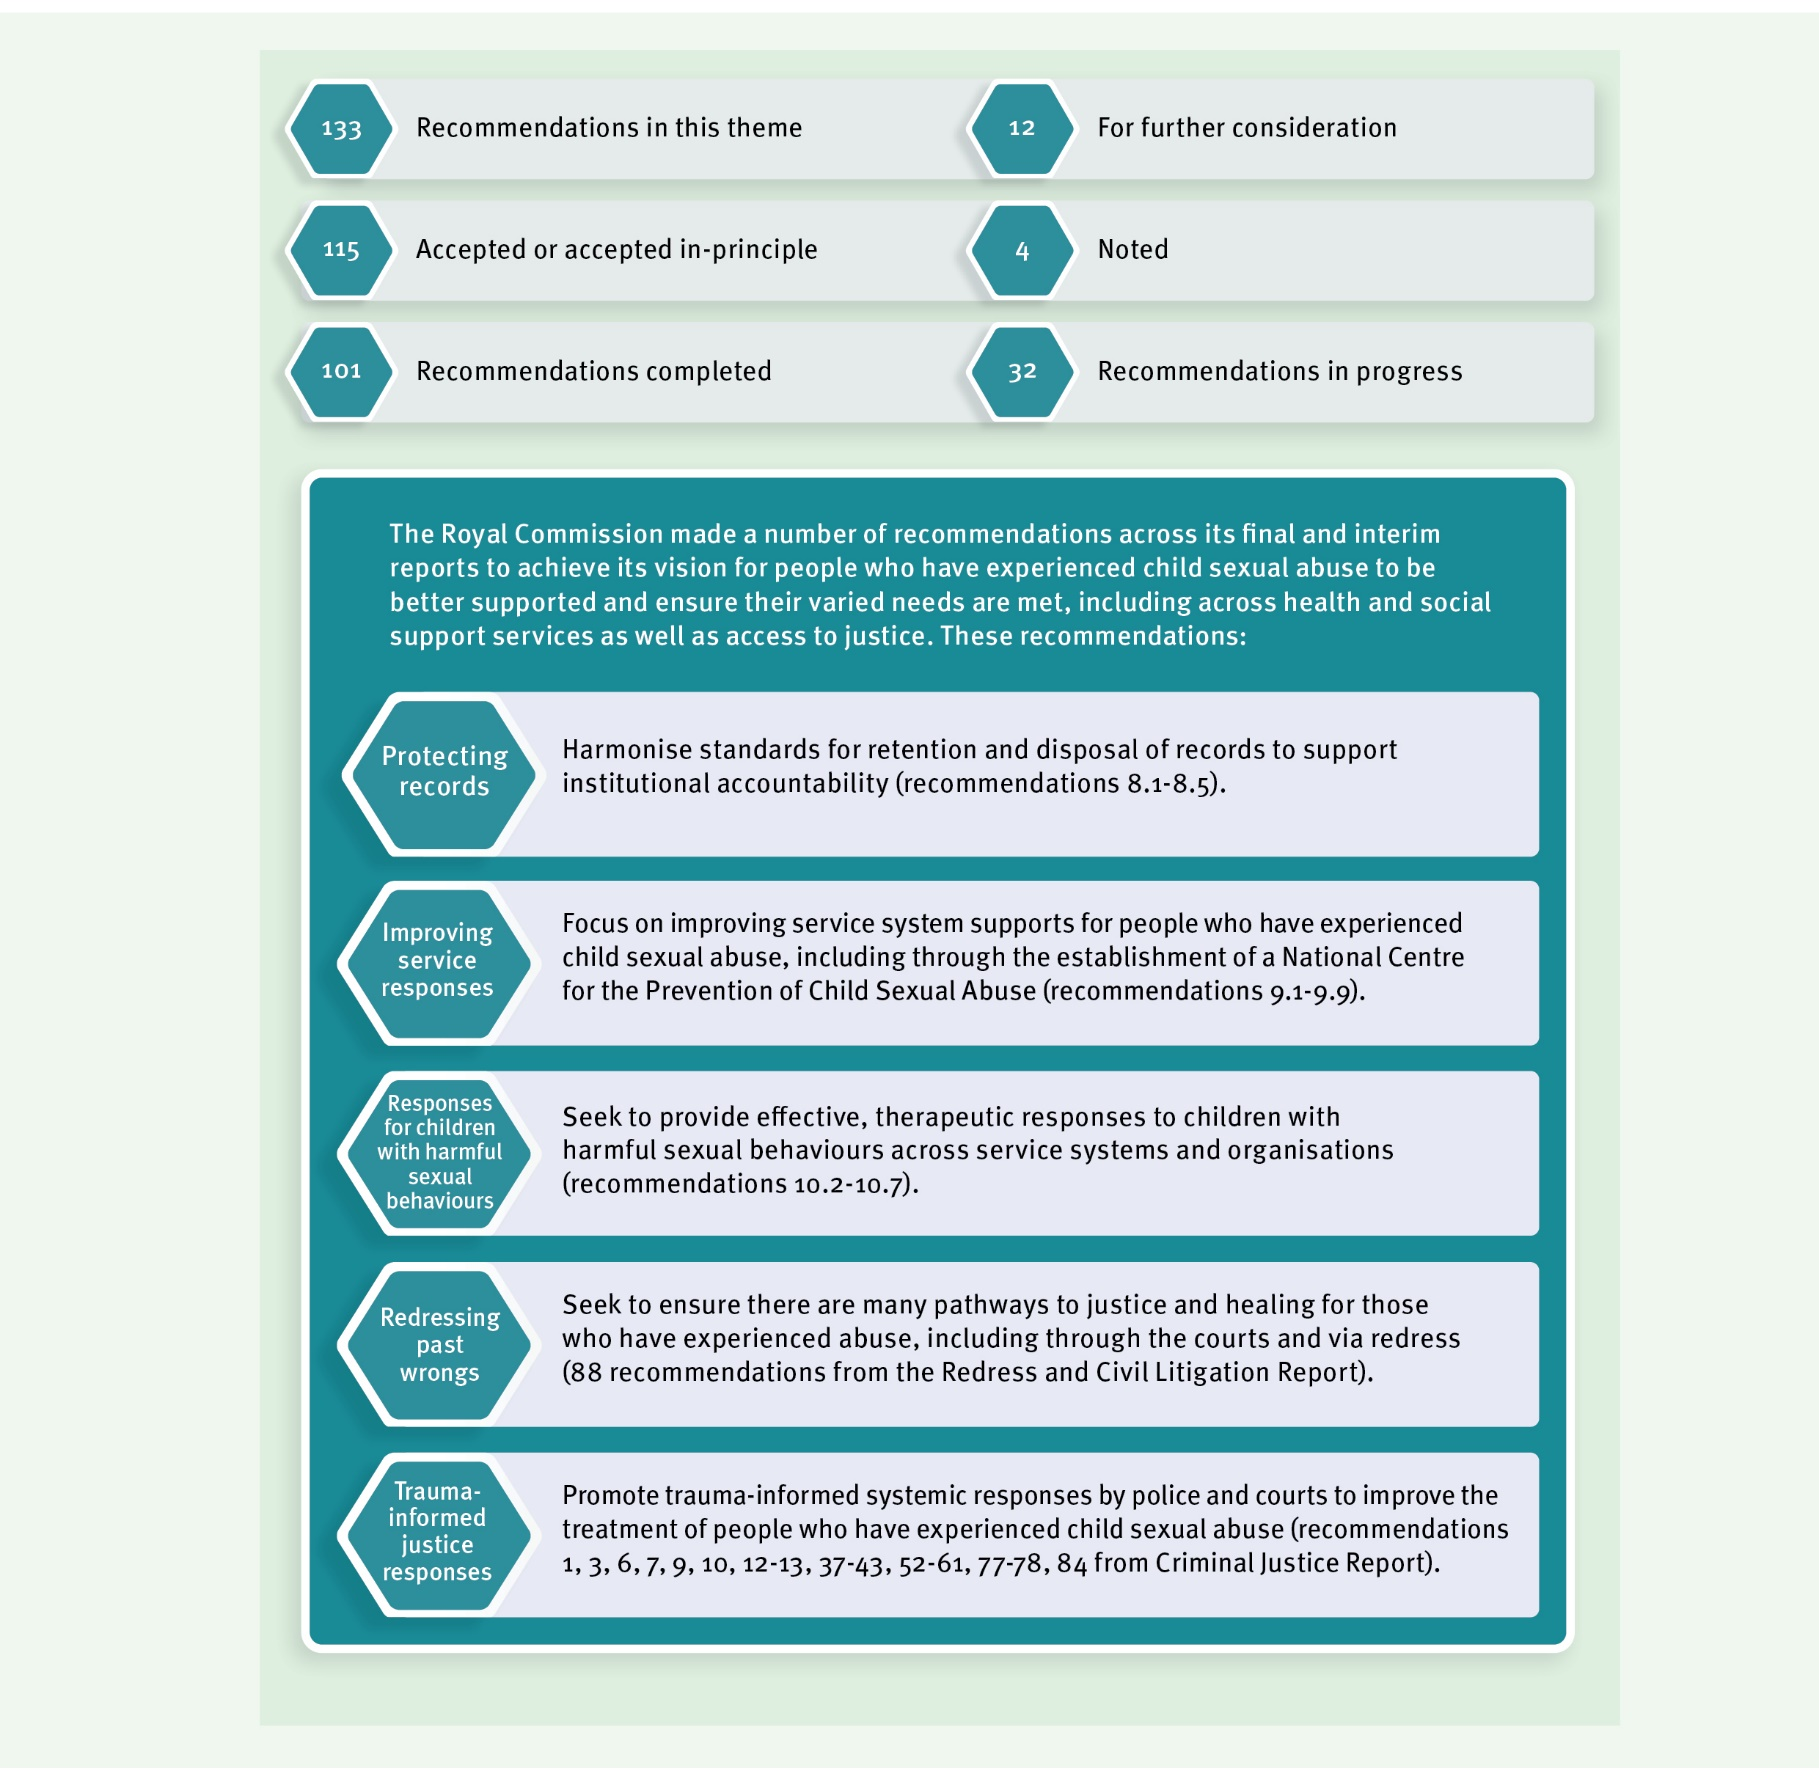 133
Recommendations in this theme
12
For further consideration
115
Accepted or accepted in-principle
4
Noted
101
Recommendations completed
32
Recommendations in progress
The Royal Commission made a number of recommendations across its final and interim
reports to achieve its vision for people who have experienced child sexual abuse to be
better supported and ensure their varied needs are met, including across health and social
support services as well as access to justice. These recommendations:
Protecting
records
Harmonise standards for retention and disposal of records to support
institutional accountability (recommendations 8.1-8.5).
Improving
service
responses
Focus on improving service system supports for people who have experienced
child sexual abuse, including through the establishment of a National Centre
for the Prevention of Child Sexual Abuse (recommendations 9.1-9.9).
Responses
for children
with harmful
sexual
behaviours
Seek to provide effective, therapeutic responses to children with
harmful sexual behaviours across service systems and organisations
(recommendations 10.2-10.7).
Redressing
past
wrongs
Seek to ensure there are many pathways to justice and healing for those
who have experienced abuse, including through the courts and via redress
(88 recommendations from the Redress and Civil Litigation Report).
Trauma-
informed
justice
responses
Promote trauma-informed systemic responses by police and courts to improve the
treatment of people who have experienced child sexual abuse (recommendations
1, 3, 6, 7, 9, 10, 12-13, 37-43, 52-61, 77-78, 84 from Criminal Justice Report).